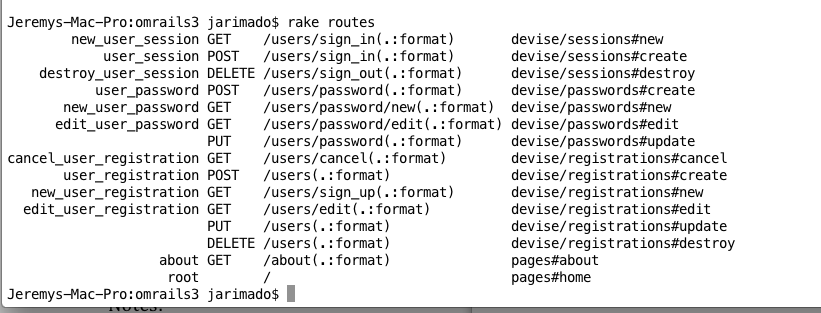 Jeremys-Mac-Pro:omrails3 jarimado$ rake routes
new_user_session GET /users/sign_in(.:format) devise/sessions#new
user_session POST /users/sign_in(.:format) devise/sessions#create
destroy_user_session DELETE /users/sign_out(.:format) devise/sessions#destroy
user_password POST /users/password(.:format) devise/passwords#create
new_user_password GET /users/password/new(.:format) devise/passwords#new
edit_user_password GET /users/password/edit(.:format) devise/passwords#edit
PUT /users/password(.:format) devise/passwords#update
cancel_user_registration GET /users/cancel(.:format) devise/registrations#cancel
user_registration POST /users(.:format) devise/registrations#create
new_user_registration GET /users/sign_up(.:format) devise/registrations#new
edit_user_registration GET /users/edit(.:format) devise/registrations#edit
PUT /users(.:format) devise/registrations#update
DELETE /users(.:format) devise/registrations#destroy
about GET /about(.:format) pages#about
root / pages#home
Jeremys-Mac-Pro:omrails3 jarimado$